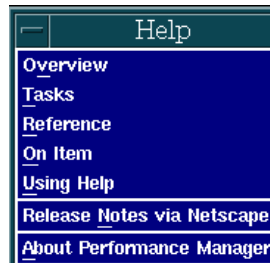 Help
Overview
Tasks
Reference
On Item
Using Help
Release Notes via Netscape
About Performance Manager